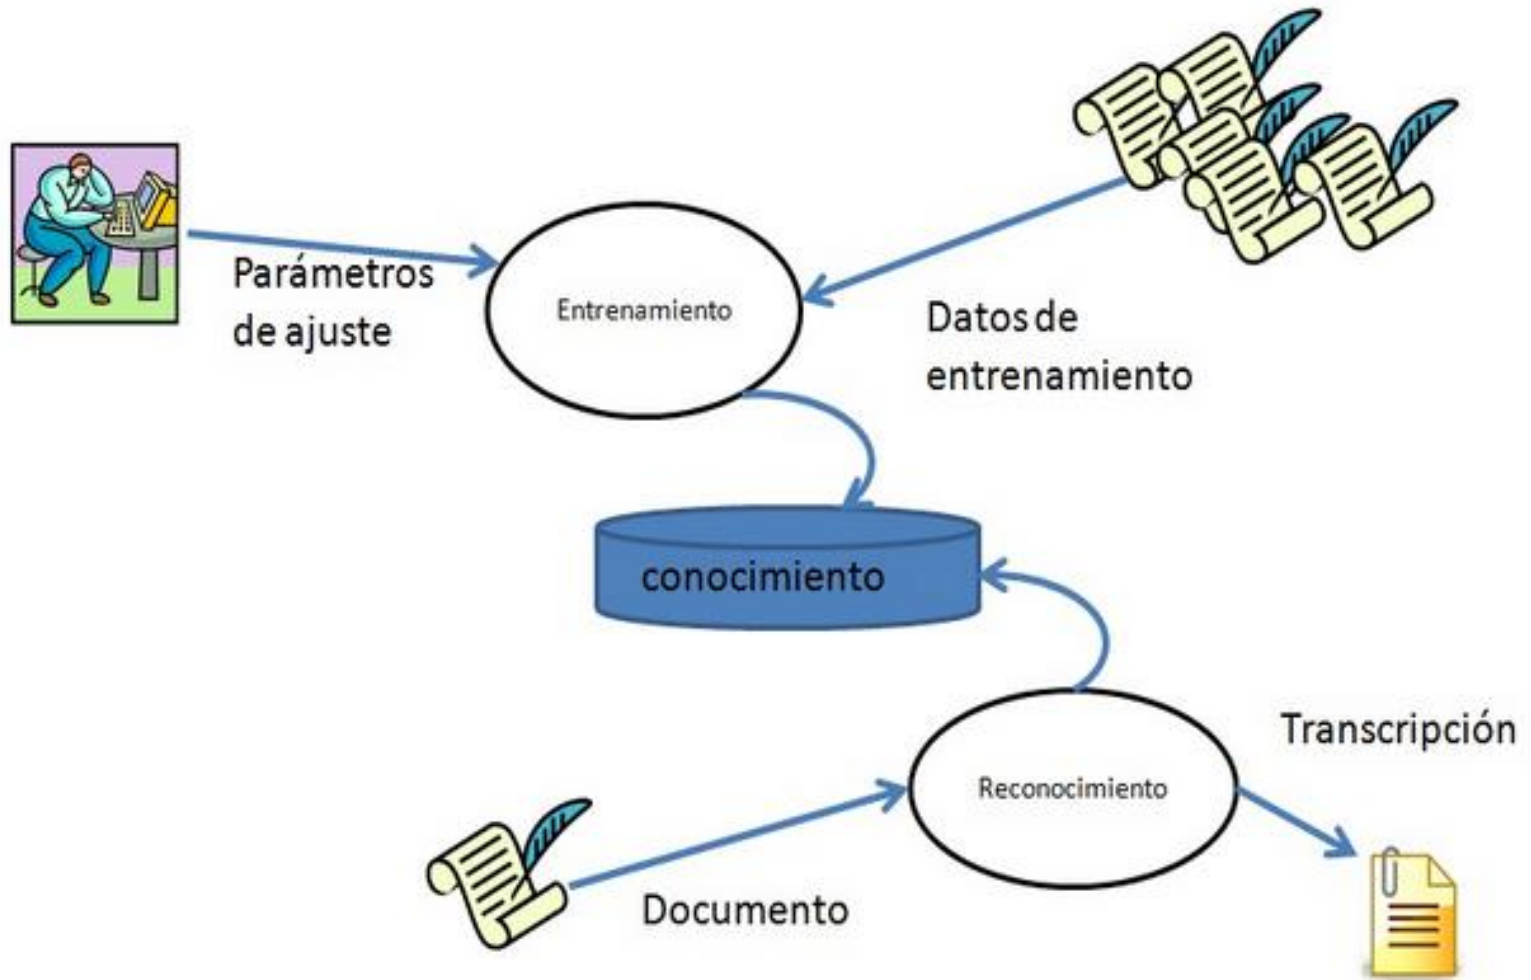 Parámetros
de ajuste
Entrenamiento
Datos de
entrenamiento
conocimiento
Reconocimiento
Transcripción
Documento